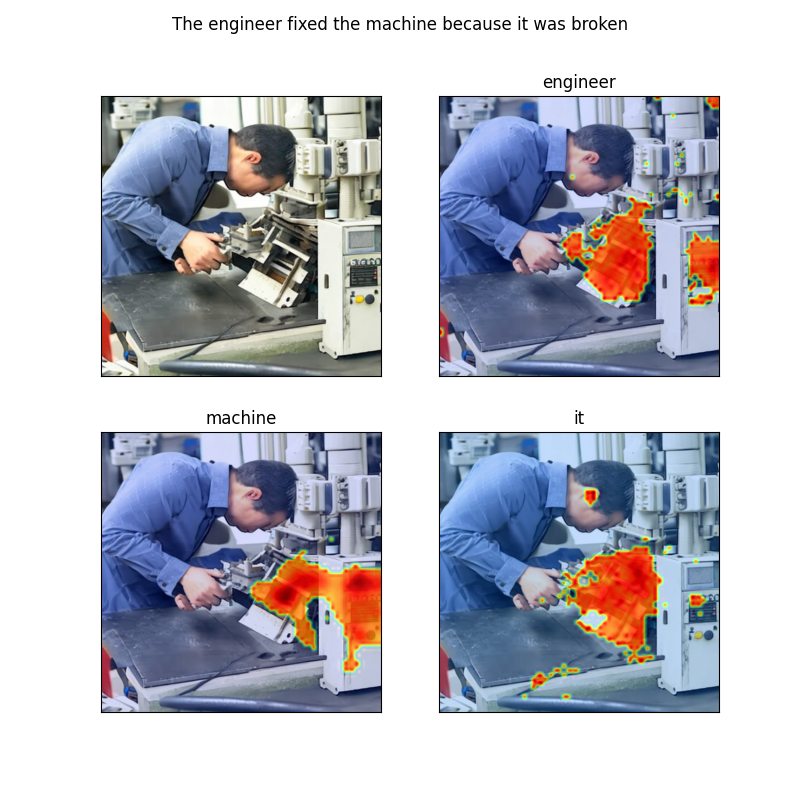 The engineer fixed the machine because it was broken
engineer
machine
it